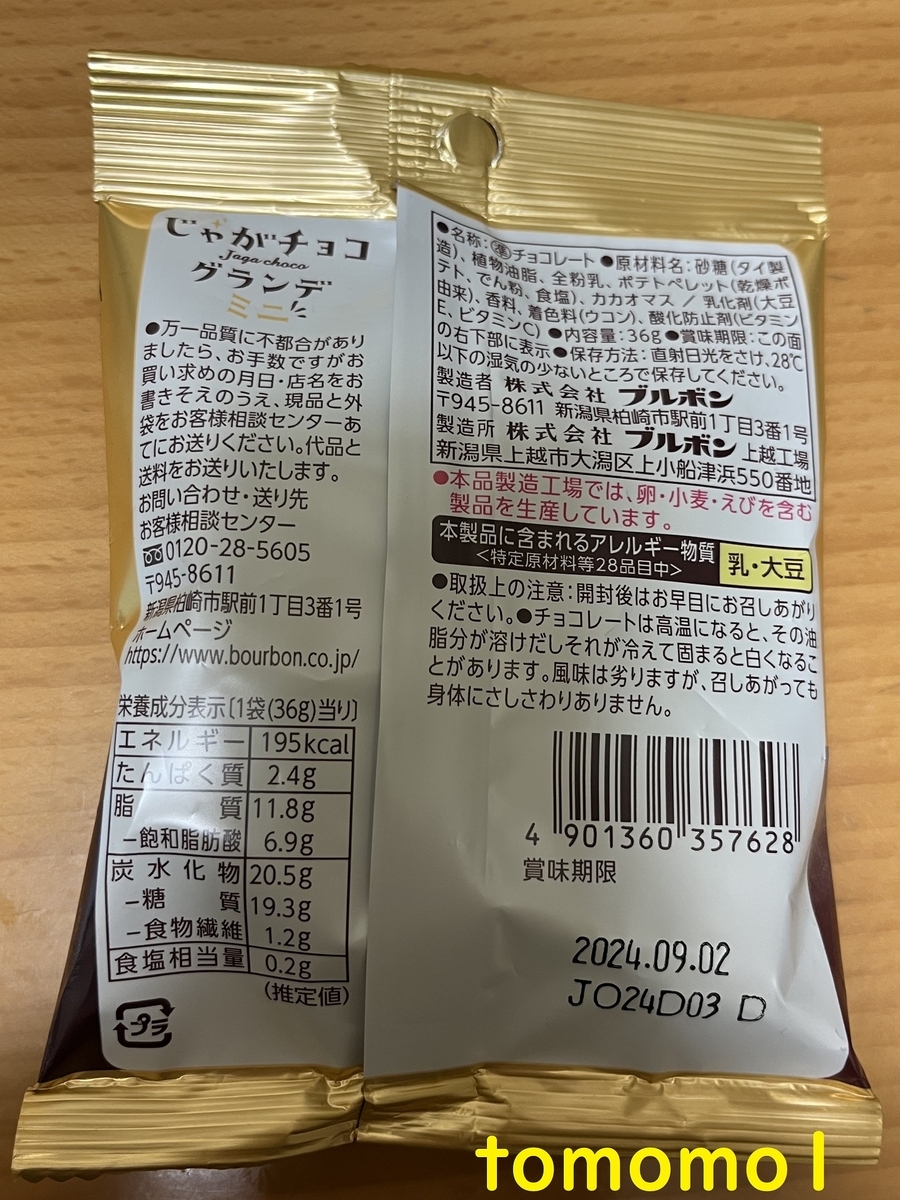 じゃがチョコ
Jaga choco
グランデ
ミニ
●万一品質に不都合があり
ましたら、お手数ですがお
買い求めの月日・店名をお
書きそえのうえ、現品と外
袋をお客様相談センターあ
てにお送りください。代品と
送料をお送りいたします。
お問い合わせ・送り先
お客様相談センター
0120-28-5605
〒945-8611
新潟県柏崎市駅前1丁目3番1号
ホームページ
https://www.bourbon.co.jp/
栄養成分表示〔1袋(36g)当り〕
エネルギー 195kcal
たんぱく質 2.4g
脂質 11.8g
－飽和脂肪酸 6.9g
炭水化物 20.5g
－糖質 19.3g
－食物繊維 1.2g
食塩相当量 0.2g
(推定値)
プラ
●名称:㊜チョコレート ●原材料名:砂糖(タイ製
造)、植物油脂、全粉乳、ポテトペレット(乾燥ポ
テト、でん粉、食塩)、カカオマス / 乳化剤(大豆
由来)、香料、着色料(ウコン)、酸化防止剤(ビタミン
E、ビタミンC) ●内容量:36g ●賞味期限:この面
の右下部に表示 ●保存方法:直射日光をさけ、28℃
以下の湿気の少ないところで保存してください。
製造者 株式会社 ブルボン
〒945-8611 新潟県柏崎市駅前1丁目3番1号
製造所 株式会社 ブルボン 上越工場
新潟県上越市大潟区上小船津浜550番地
●本品製造工場では、卵・小麦・えびを含む
製品を生産しています。
本製品に含まれるアレルギー物質 乳・大豆
<特定原材料等28品目中>
●取扱上の注意:開封後はお早目にお召しあがり
ください。●チョコレートは高温になると、その油
脂分が溶けだしそれが冷えて固まると白くなるこ
とがあります。風味は劣りますが、召しあがっても
身体にさしさわりありません。
4 901360 357628
賞味期限
2024.09.02
JO24D03 D
tomomo1